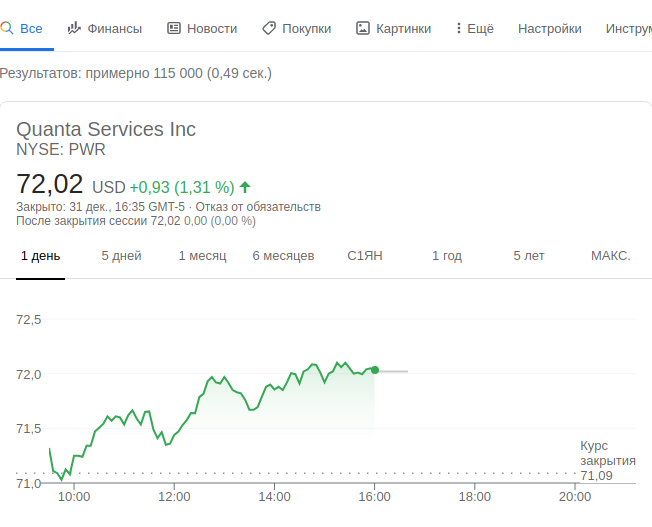 Все Финансы Новости Покупки Картинки Ещё Настройки Инструм
Результатов: примерно 115 000 (0,49 сек.)
Quanta Services Inc
NYSE: PWR
72,02 USD +0,93 (1,31 %)
Закрыто: 31 дек., 16:35 GMT-5 · Отказ от обязательств
После закрытия сессии 72,02 0,00 (0,00 %)
1 день 5 дней 1 месяц 6 месяцев С1ЯН 1 год 5 лет МАКС.
72,5
72,0
71,5
Курс
закрытия
71,09
71,0
10:00 12:00 14:00 16:00 18:00 20:00